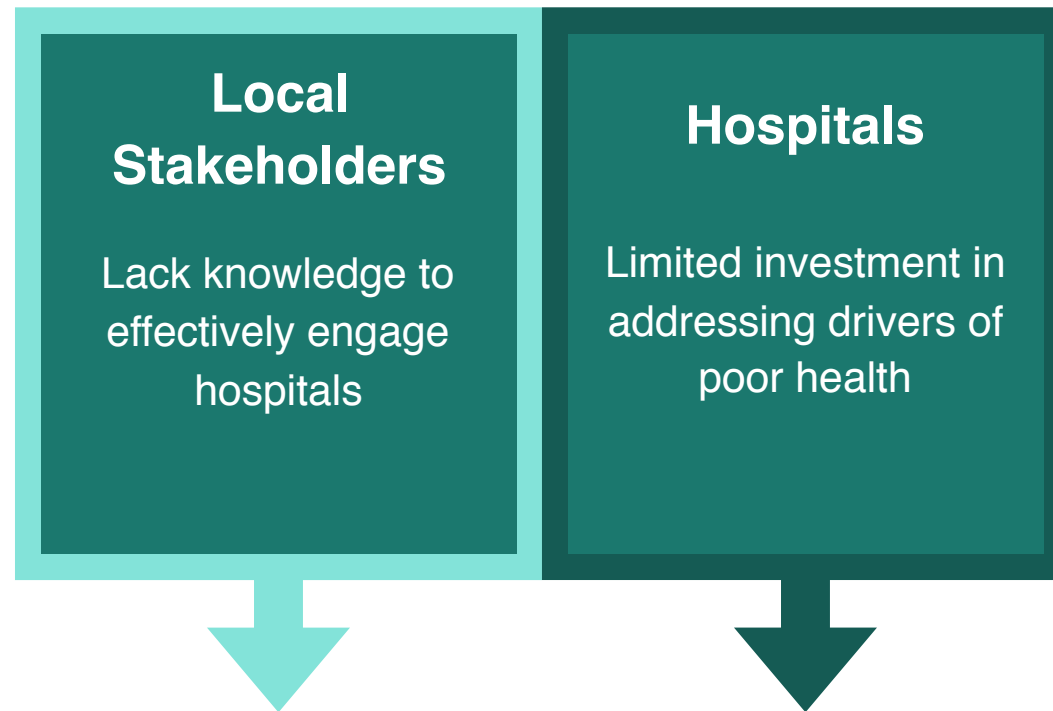 Local
Stakeholders
Lack knowledge to
effectively engage
hospitals
Hospitals
Limited investment in
addressing drivers of
poor health